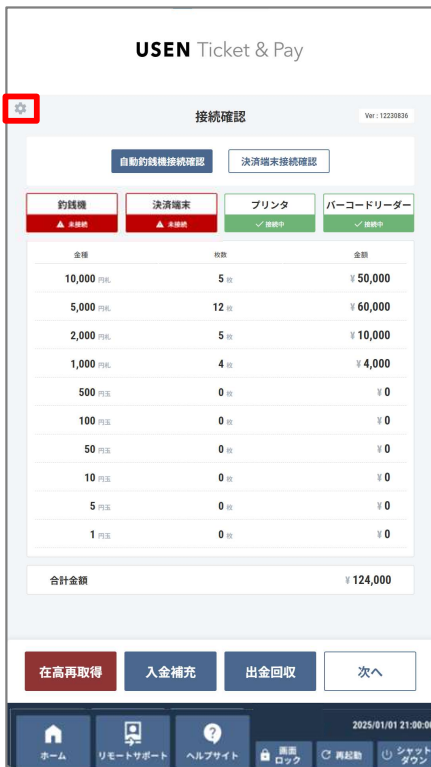 USEN Ticket & Pay
接続確認
Ver : 12230836
自動釣銭機接続確認 決済端末接続確認
釣銭機 決済端末 プリンタ バーコードリーダー
未接続 未接続 接続中 接続中
金種 枚数 金額
10,000 円札 5 枚 ¥ 50,000
5,000 円札 12 枚 ¥ 60,000
2,000 円札 5 枚 ¥ 10,000
1,000 円札 4 枚 ¥ 4,000
500 円玉 0 枚 ¥ 0
100 円玉 0 枚 ¥ 0
50 円玉 0 枚 ¥ 0
10 円玉 0 枚 ¥ 0
5 円玉 0 枚 ¥ 0
1 円玉 0 枚 ¥ 0
合計金額 ¥ 124,000
在高再取得 入金補充 出金回収 次へ
2025/01/01 21:00:00
ホーム リモートサポート ヘルプサイト 画面ロック 再起動 シャットダウン